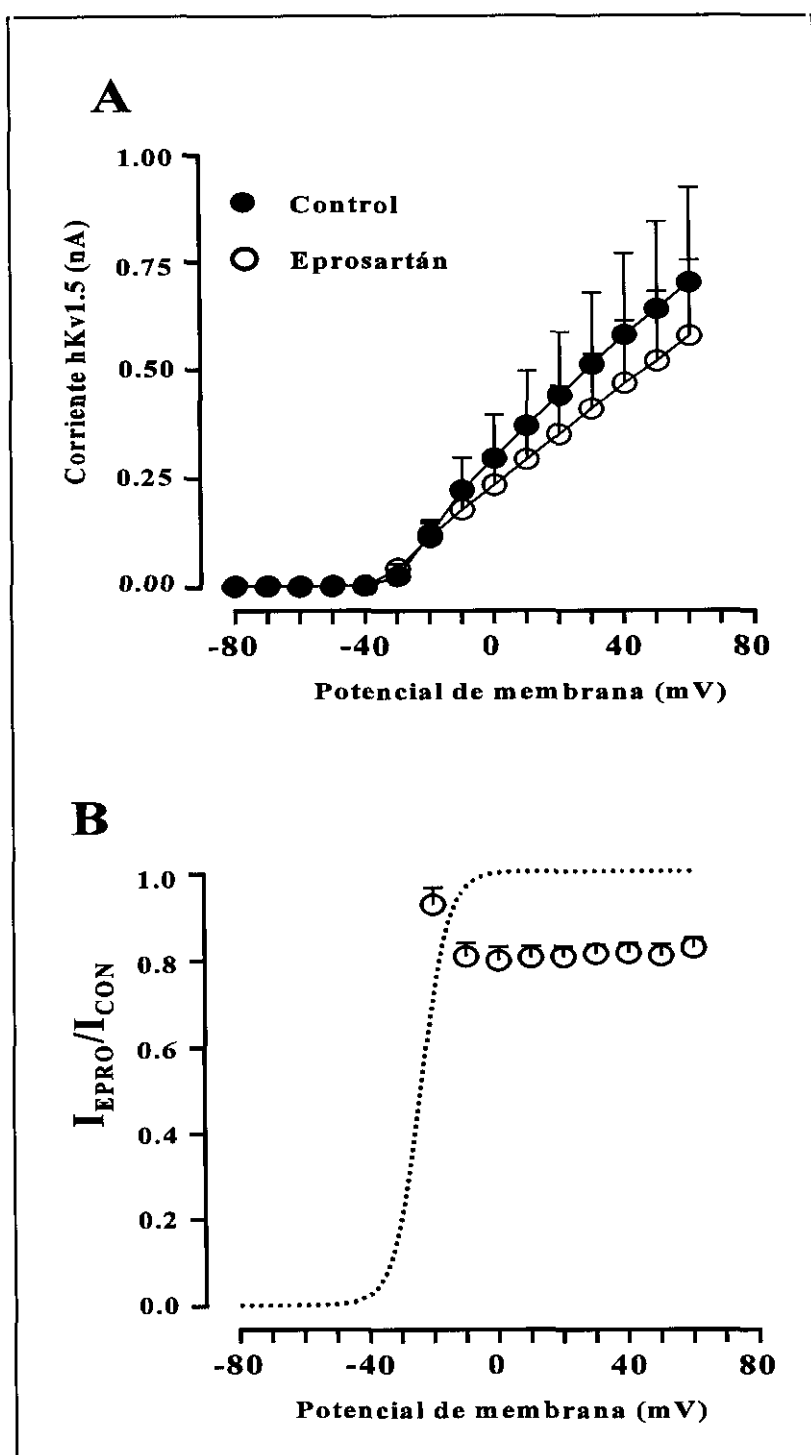 A
1.00
0.75
0.50
0.25
0.00
Corriente hKv1.5 (nA)
Control
Eprosartán
-80 -40 0 40 80
Potencial de membrana (mV)
B
1.0
0.8
0.6
0.4
0.2
0.0
I_EPRO/I_CON
-80 -40 0 40 80
Potencial de membrana (mV)